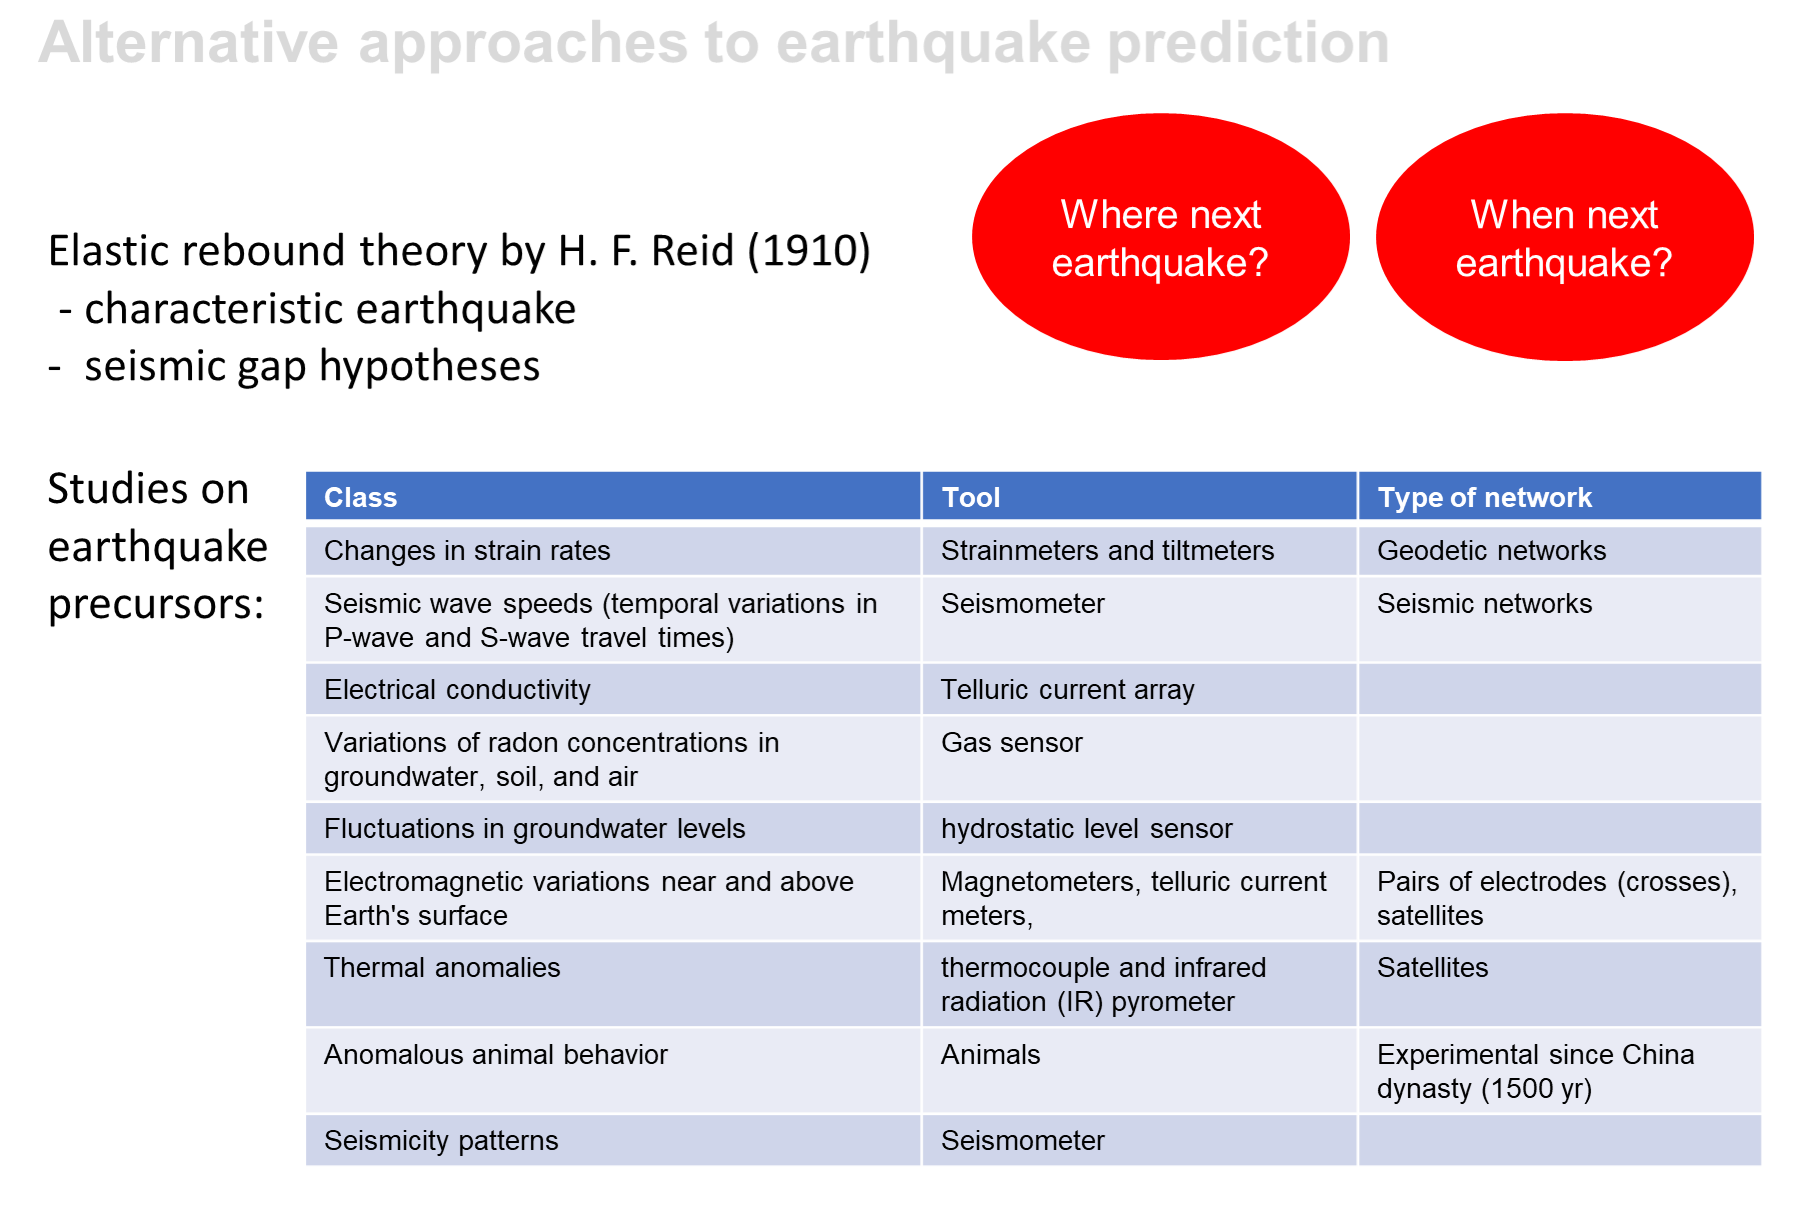 Alternative approaches to earthquake prediction
Where next
earthquake?
When next
earthquake?
Elastic rebound theory by H. F. Reid (1910)
- characteristic earthquake
- seismic gap hypotheses
Studies on
earthquake
precursors:
Class Tool Type of network
Changes in strain rates Strainmeters and tiltmeters Geodetic networks
Seismic wave speeds (temporal variations in Seismometer Seismic networks
P-wave and S-wave travel times)
Electrical conductivity Telluric current array
Variations of radon concentrations in Gas sensor
groundwater, soil, and air
Fluctuations in groundwater levels hydrostatic level sensor
Electromagnetic variations near and above Magnetometers, telluric current Pairs of electrodes (crosses),
Earth's surface meters, satellites
Thermal anomalies thermocouple and infrared Satellites
radiation (IR) pyrometer
Anomalous animal behavior Animals Experimental since China
dynasty (1500 yr)
Seismicity patterns Seismometer